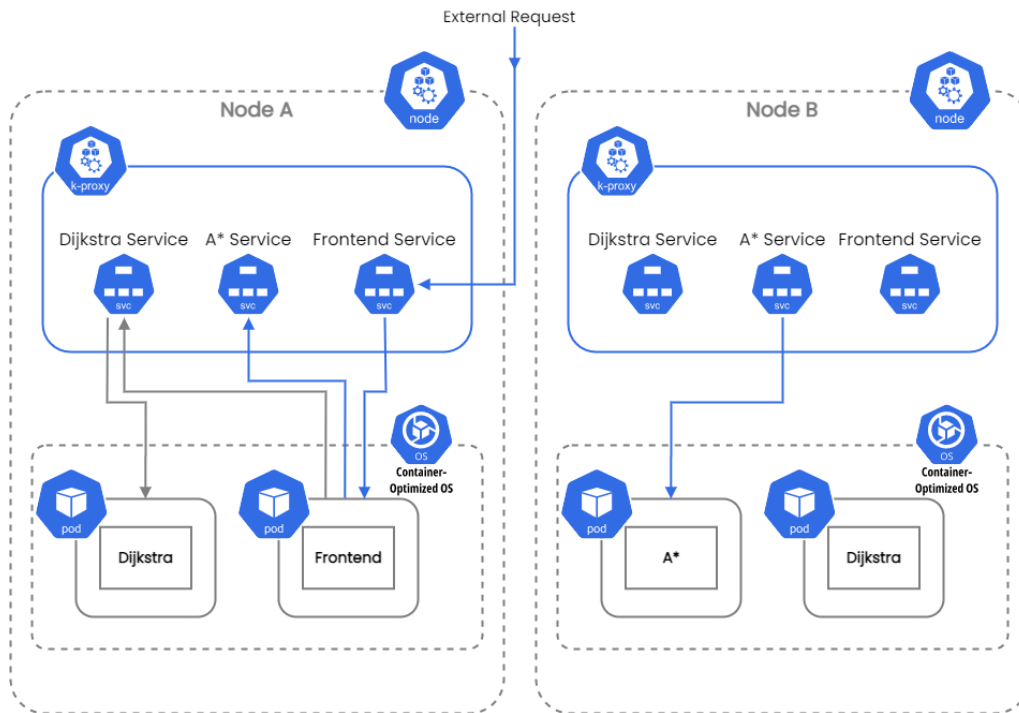 External Request
Node A
node
Node B
node
k-proxy
k-proxy
Dijkstra Service
A* Service
Frontend Service
Dijkstra Service
A* Service
Frontend Service
svc
svc
svc
svc
svc
svc
OS
Container-
Optimized OS
OS
Container-
Optimized OS
pod
pod
pod
pod
Dijkstra
Frontend
A*
Dijkstra